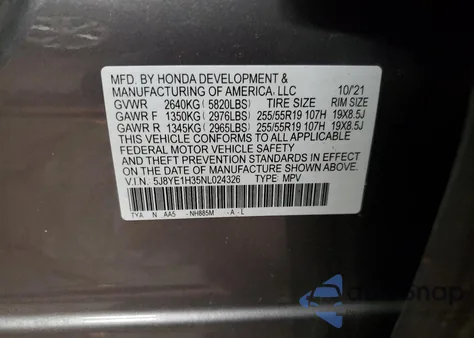 MFD. BY HONDA DEVELOPMENT &
MANUFACTURING OF AMERICA, LLC 10/'21
GVWR 2640KG ( 5820LBS) TIRE SIZE RIM SIZE
GAWR F 1350KG ( 2976LBS) 255/55R19 107H 19X8.5J
GAWR R 1345KG ( 2965LBS) 255/55R19 107H 19X8.5J
THIS VEHICLE CONFORMS TO ALL APPLICABLE
FEDERAL MOTOR VEHICLE SAFETY
AND THEFT PREVENTION STANDARDS IN EFFECT
ON THE DATE OF MANUFACTURE SHOWN ABOVE.
V.I.N.: 5J8YE1H35NL024326 TYPE: MPV
TYA N AA5 - NH885M - A - L